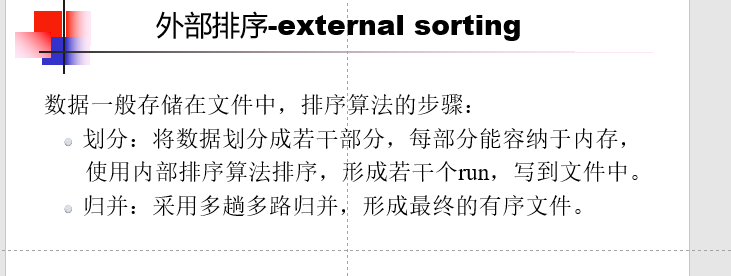 外部排序-external sorting
数据一般存储在文件中，排序算法的步骤：
划分：将数据划分成若干部分，每部分能容纳于内存，
使用内部排序算法排序，形成若干个run，写到文件中。
归并：采用多趟多路归并，形成最终的有序文件。